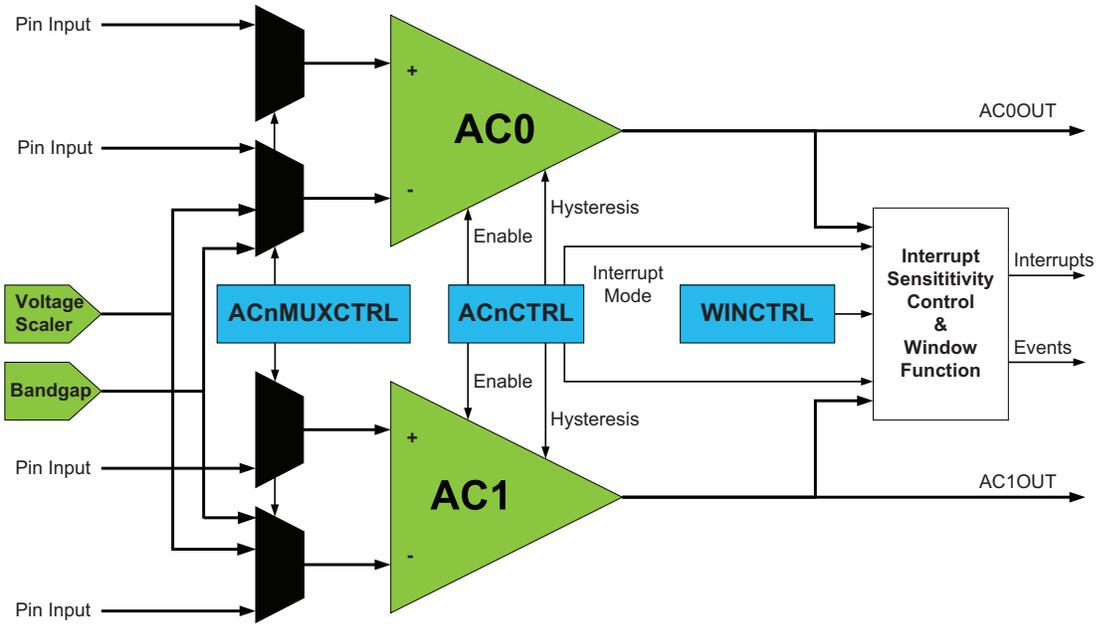 Pin Input
+
AC0
AC0OUT
Pin Input
-
Hysteresis
Enable
Interrupt
Sensititivity
Control
&
Window
Function
Interrupts
Interrupt
Mode
Voltage
Scaler
ACnMUXCTRL
ACnCTRL
WINCTRL
Events
Bandgap
Enable
Hysteresis
+
Pin Input
AC1
AC1OUT
-
Pin Input